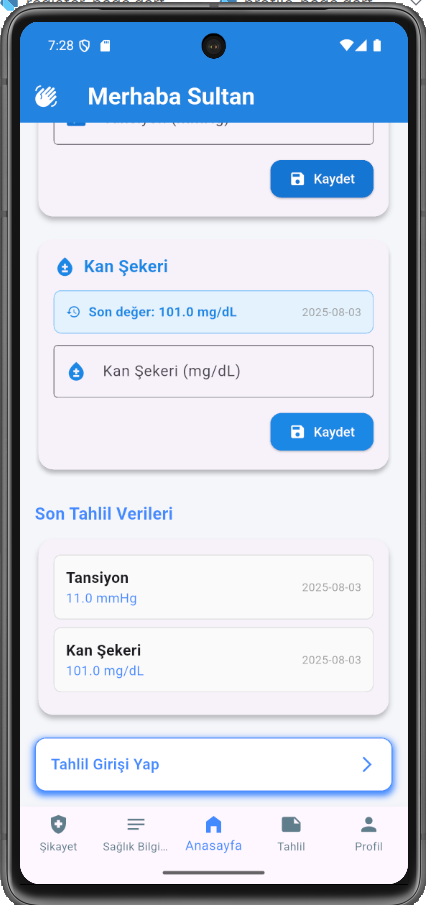 7:28
Merhaba Sultan
Kaydet
Kan Şekeri
Son değer: 101.0 mg/dL 2025-08-03
Kan Şekeri (mg/dL)
Kaydet
Son Tahlil Verileri
Tansiyon
2025-08-03
11.0 mmHg
Kan Şekeri
2025-08-03
101.0 mg/dL
Tahlil Girişi Yap
Şikayet Sağlık Bilgi... Anasayfa Tahlil Profil